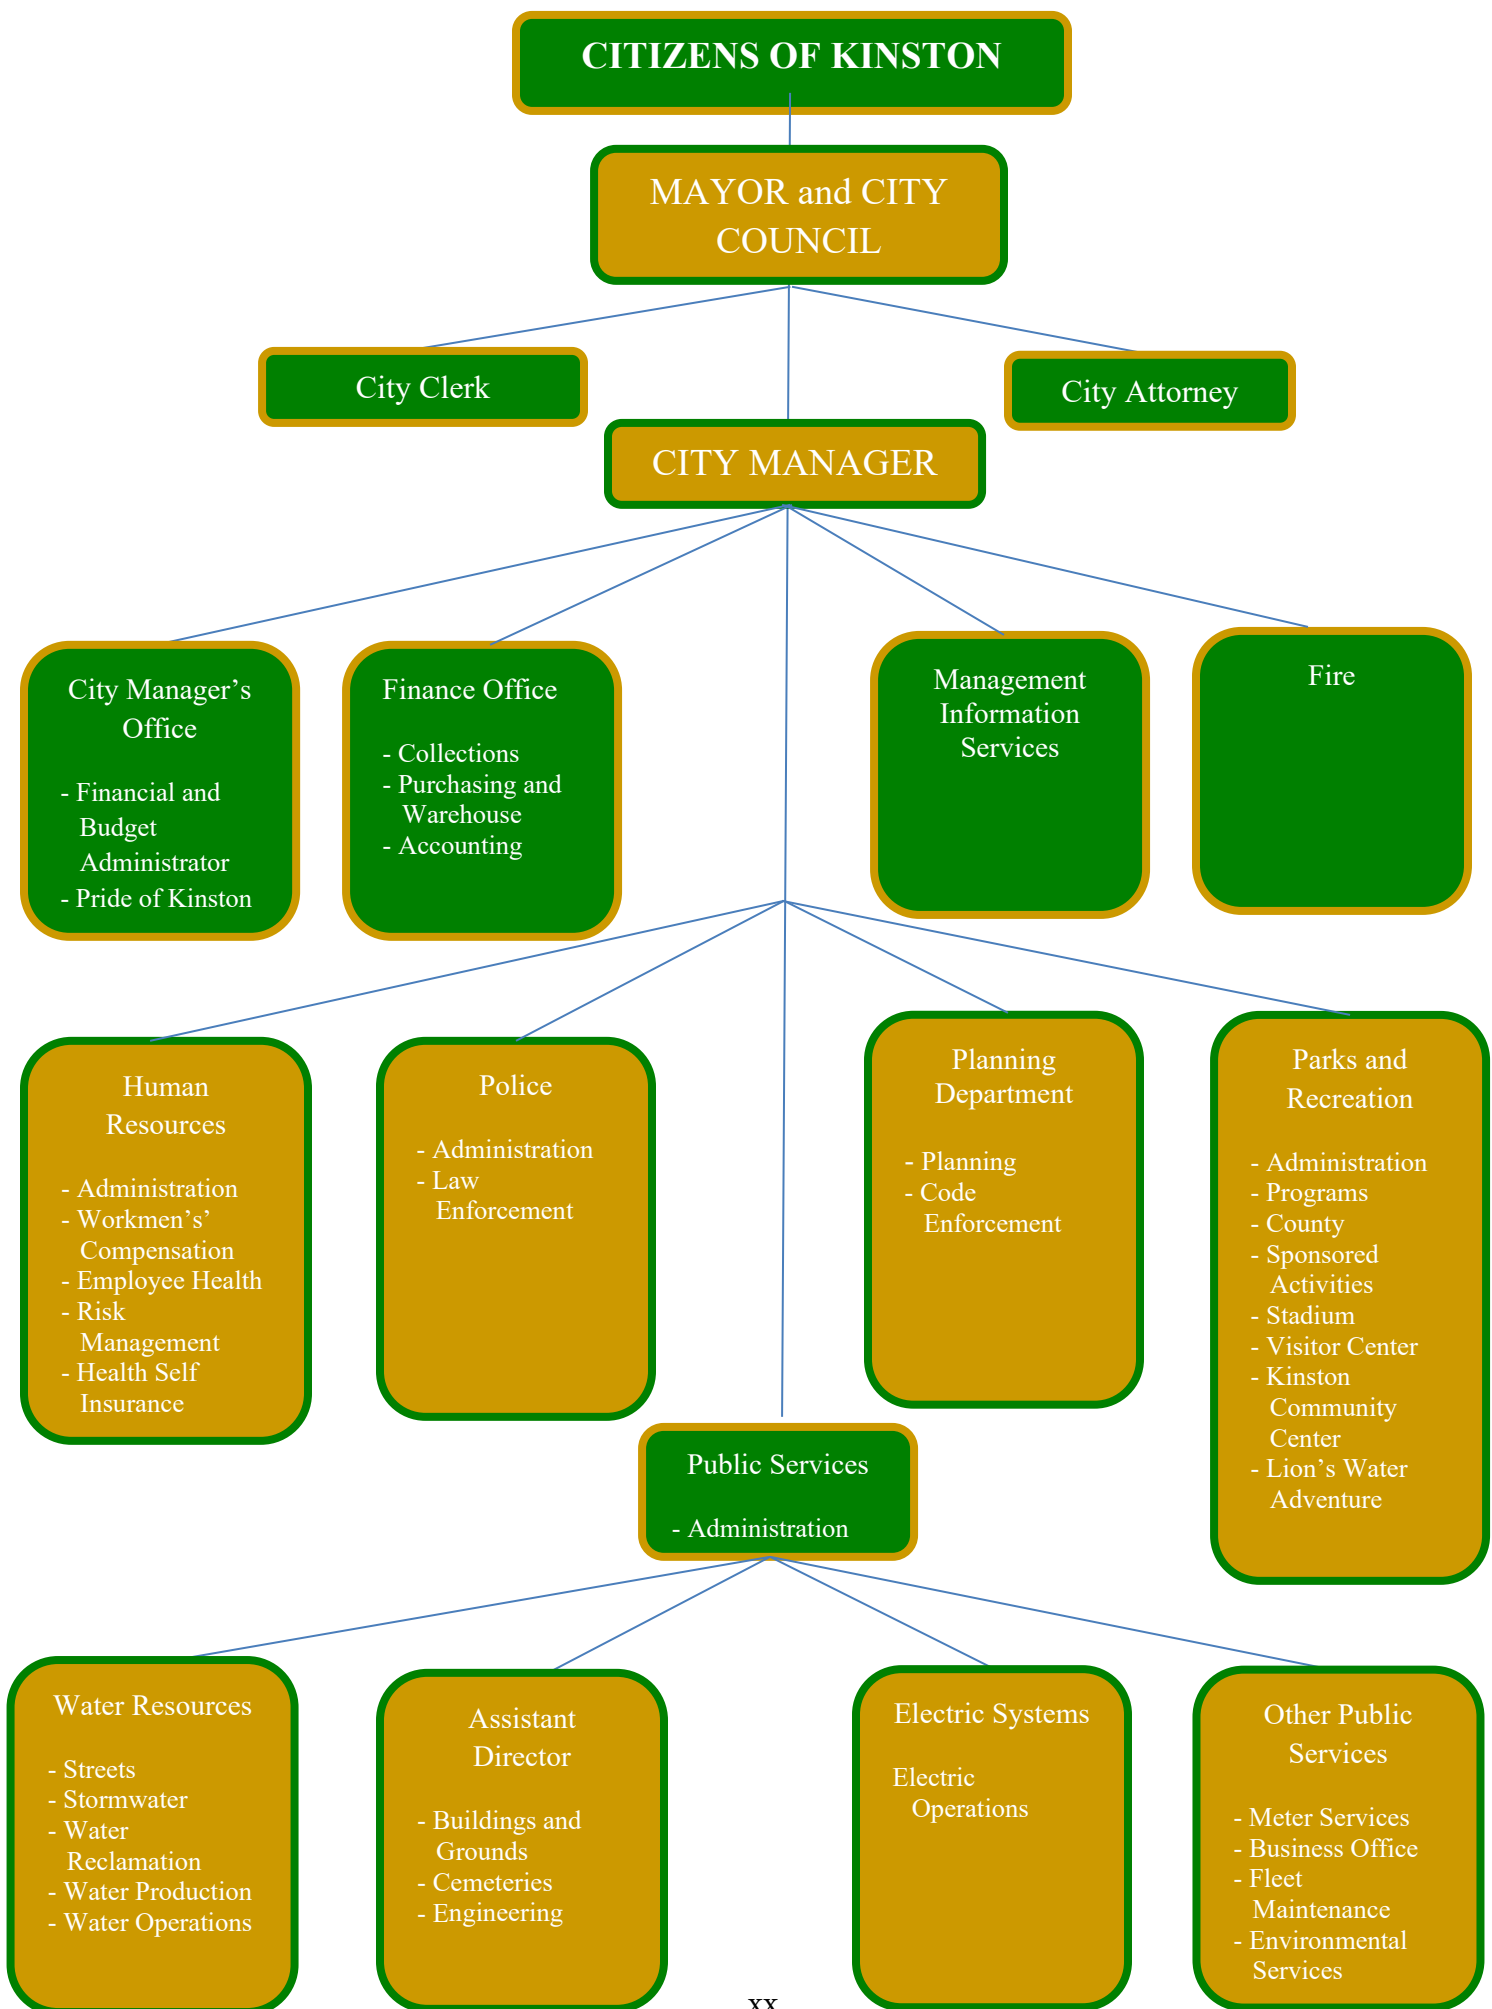 CITIZENS OF KINSTON
MAYOR and CITY
COUNCIL
City Clerk
City Attorney
CITY MANAGER
City Manager’s
Office
- Financial and
Budget
Administrator
- Pride of Kinston
Finance Office
- Collections
- Purchasing and
Warehouse
- Accounting
Management
Information
Services
Fire
Human
Resources
- Administration
- Workmen’s’
Compensation
- Employee Health
- Risk
Management
- Health Self
Insurance
Police
- Administration
- Law
Enforcement
Planning
Department
- Planning
- Code
Enforcement
Parks and
Recreation
- Administration
- Programs
- County
- Sponsored
Activities
- Stadium
- Visitor Center
- Kinston
Community
Center
- Lion’s Water
Adventure
Public Services
- Administration
Water Resources
- Streets
- Stormwater
- Water
Reclamation
- Water Production
- Water Operations
Assistant
Director
- Buildings and
Grounds
- Cemeteries
- Engineering
Electric Systems
Electric
Operations
Other Public
Services
- Meter Services
- Business Office
- Fleet
Maintenance
- Environmental
Services
xx